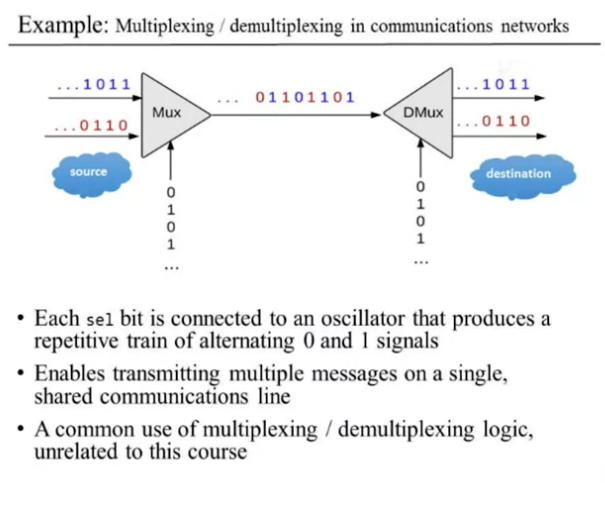 Example: Multiplexing / demultiplexing in communications networks
...1011
...0110
source
Mux
0
1
0
1
...
... 01101101
DMux
0
1
0
1
...
...1011
...0110
destination
• Each sel bit is connected to an oscillator that produces a
repetitive train of alternating 0 and 1 signals
• Enables transmitting multiple messages on a single,
shared communications line
• A common use of multiplexing / demultiplexing logic,
unrelated to this course